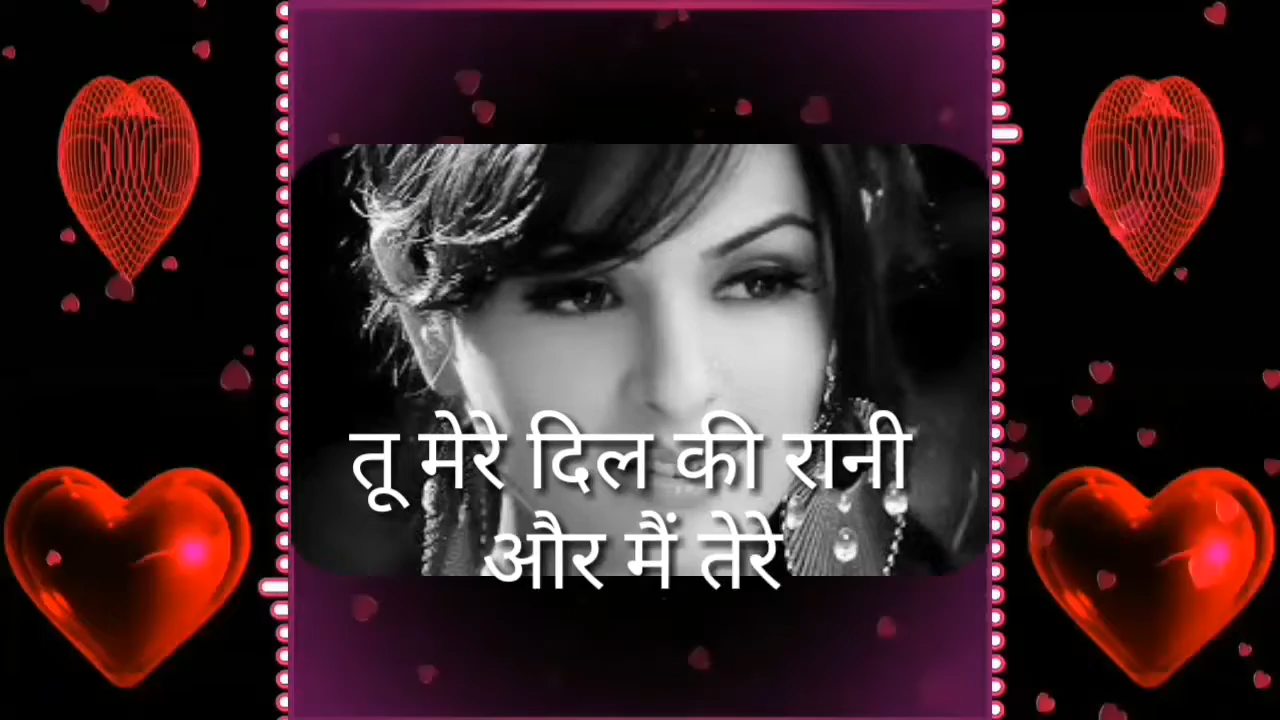 तू मेरे दिल की रानी
और मैं तेरे